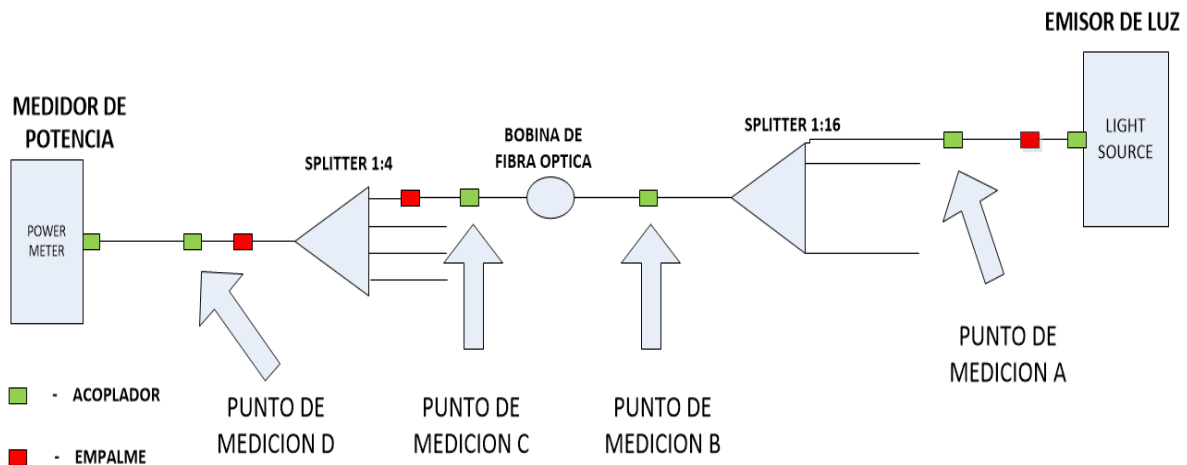 EMISOR DE LUZ
MEDIDOR DE
POTENCIA
SPLITTER 1:4
BOBINA DE
FIBRA OPTICA
SPLITTER 1:16
LIGHT
SOURCE
POWER
METER
PUNTO DE
MEDICION A
- ACOPLADOR
PUNTO DE
MEDICION D
PUNTO DE
MEDICION C
PUNTO DE
MEDICION B
- EMPALME